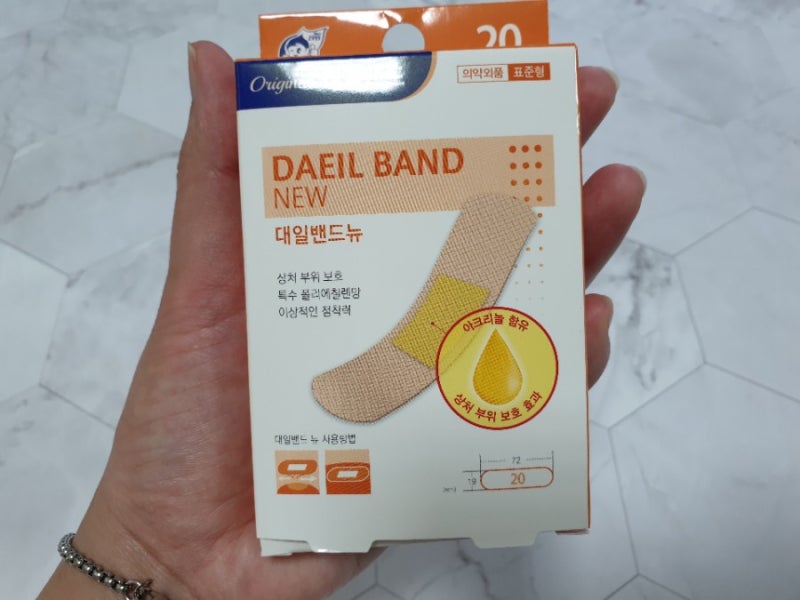 20
Origin
의약외품 표준형
DAEIL BAND
NEW
대일밴드뉴
상처 부위 보호
특수 폴리에칠렌망
이상적인 점착력
아크리놀 함유
상처 부위 보호 효과
대일밴드 뉴 사용방법
72
19
20